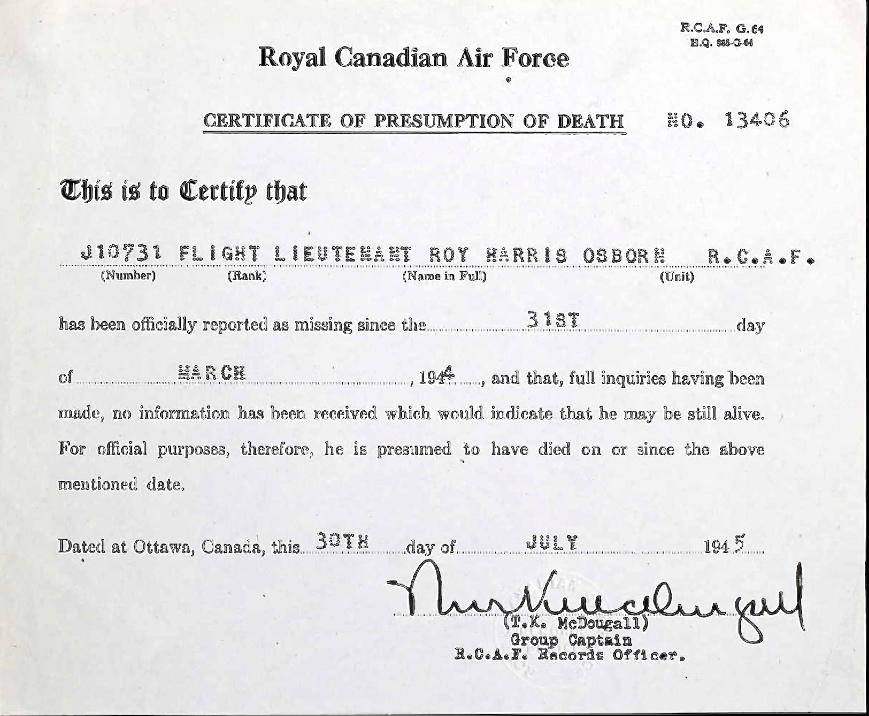 R.C.A.F. G.64
H.Q. 885-G-64
Royal Canadian Air Force
CERTIFICATE OF PRESUMPTION OF DEATH NO. 13406
This is to Certify that
J10731 FLIGHT LIEUTENANT ROY HARRIS OSBORN R.C.A.F.
(Number) (Rank) (Name in Full) (Unit)
has been officially reported as missing since the 31ST day
of MARCH , 1944 , and that, full inquiries having been
made, no information has been received which would indicate that he may be still alive.
For official purposes, therefore, he is presumed to have died on or since the above
mentioned date.
Dated at Ottawa, Canada, this 30TH day of JULY 1945
(T.K. McDougall)
Group Captain
R.C.A.F. Records Officer.